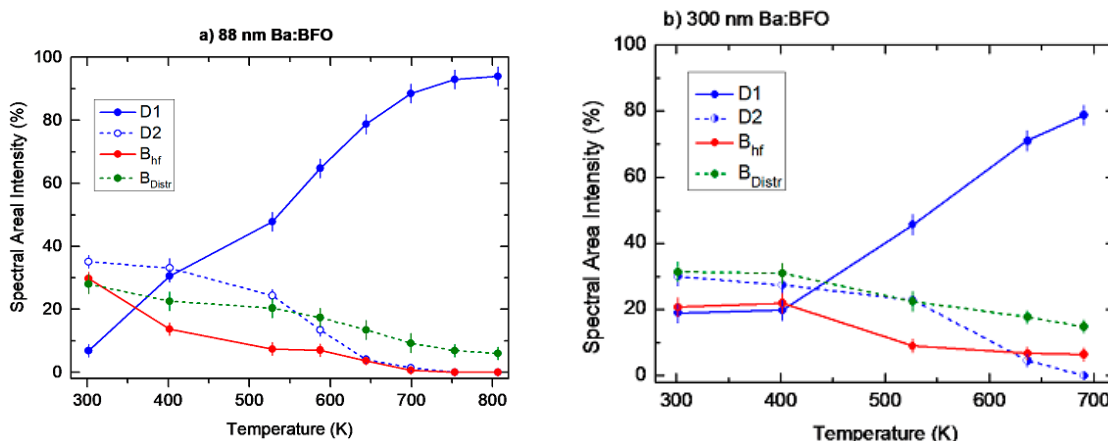 a) 88 nm Ba:BFO
100
80
60
40
20
0
Spectral Areal Intensity (%)
D1
D2
Bhf
BDistr
300 400 500 600 700 800
Temperature (K)
b) 300 nm Ba:BFO
100
80
60
40
20
0
Spectral Area Intensity (%)
D1
D2
Bhf
BDistr
300 400 500 600 700
Temperature (K)